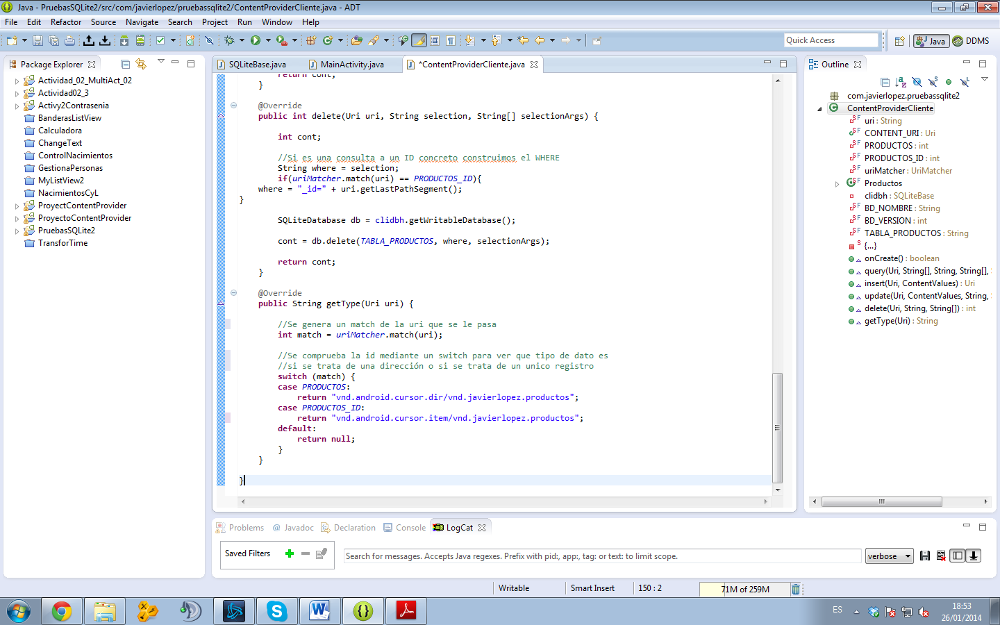 Java - PruebasSQLite2/src/com/javierlopez/pruebassqlite2/ContentProviderCliente.java - ADT
File Edit Refactor Source Navigate Search Project Run Window Help
Quick Access
Java
DDMS
Package Explorer
Actividad_02_MultiAct_02
Actividad02_3
Activy2Contrasenia
BanderasListView
Calculadora
ChangeText
ControlNacimientos
GestionaPersonas
MyListView2
NacimientosCyL
ProyectContentProvider
ProyectoContentProvider
PruebasSQLite2
TransforTime
SQLiteBase.java
MainActivity.java
*ContentProviderCliente.java
return cont;
}
@Override
public int delete(Uri uri, String selection, String[] selectionArgs) {
int cont;
//Si es una consulta a un ID concreto construimos el WHERE
String where = selection;
if(uriMatcher.match(uri) == PRODUCTOS_ID){
where = "_id=" + uri.getLastPathSegment();
}
SQLiteDatabase db = clidbh.getWritableDatabase();
cont = db.delete(TABLA_PRODUCTOS, where, selectionArgs);
return cont;
}
@Override
public String getType(Uri uri) {
//Se genera un match de la uri que se le pasa
int match = uriMatcher.match(uri);
//Se comprueba la id mediante un switch para ver que tipo de dato es
//si se trata de una dirección o si se trata de un unico registro
switch (match) {
case PRODUCTOS:
return "vnd.android.cursor.dir/vnd.javierlopez.productos";
case PRODUCTOS_ID:
return "vnd.android.cursor.item/vnd.javierlopez.productos";
default:
return null;
}
}
}
Outline
com.javierlopez.pruebassqlite2
ContentProviderCliente
uri : String
CONTENT_URI : Uri
PRODUCTOS : int
PRODUCTOS_ID : int
uriMatcher : UriMatcher
Productos
clidbh : SQLiteBase
BD_NOMBRE : String
BD_VERSION : int
TABLA_PRODUCTOS : String
{...}
onCreate() : boolean
query(Uri, String[], String, String[],
insert(Uri, ContentValues) : Uri
update(Uri, ContentValues, String,
delete(Uri, String, String[]) : int
getType(Uri) : String
Problems
@ Javadoc
Declaration
Console
LogCat
Saved Filters
Search for messages. Accepts Java regexes. Prefix with pid:, app:, tag: or text: to limit scope.
verbose
Writable
Smart Insert
150 : 2
71M of 259M
ES
18:53
26/01/2014